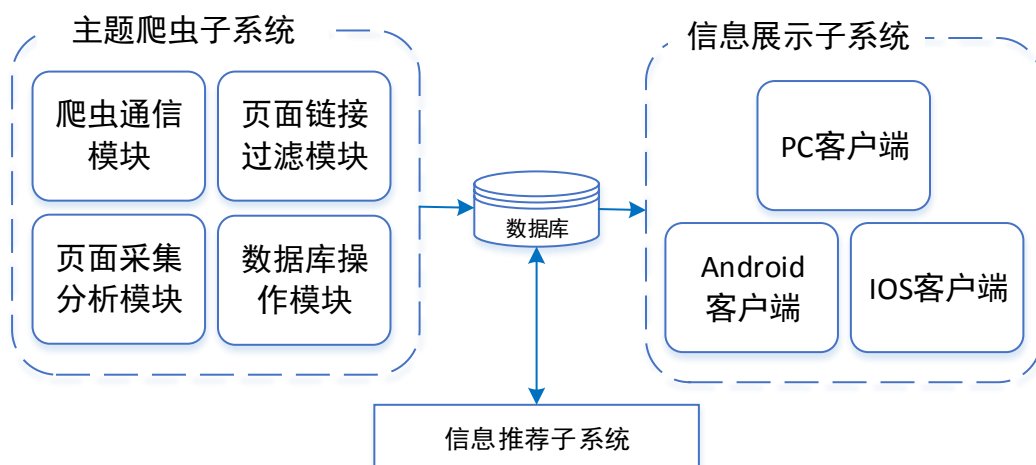 主题爬虫子系统
爬虫通信
模块
页面链接
过滤模块
页面采集
分析模块
数据库操
作模块
数据库
信息展示子系统
PC客户端
Android
客户端
IOS客户端
信息推荐子系统